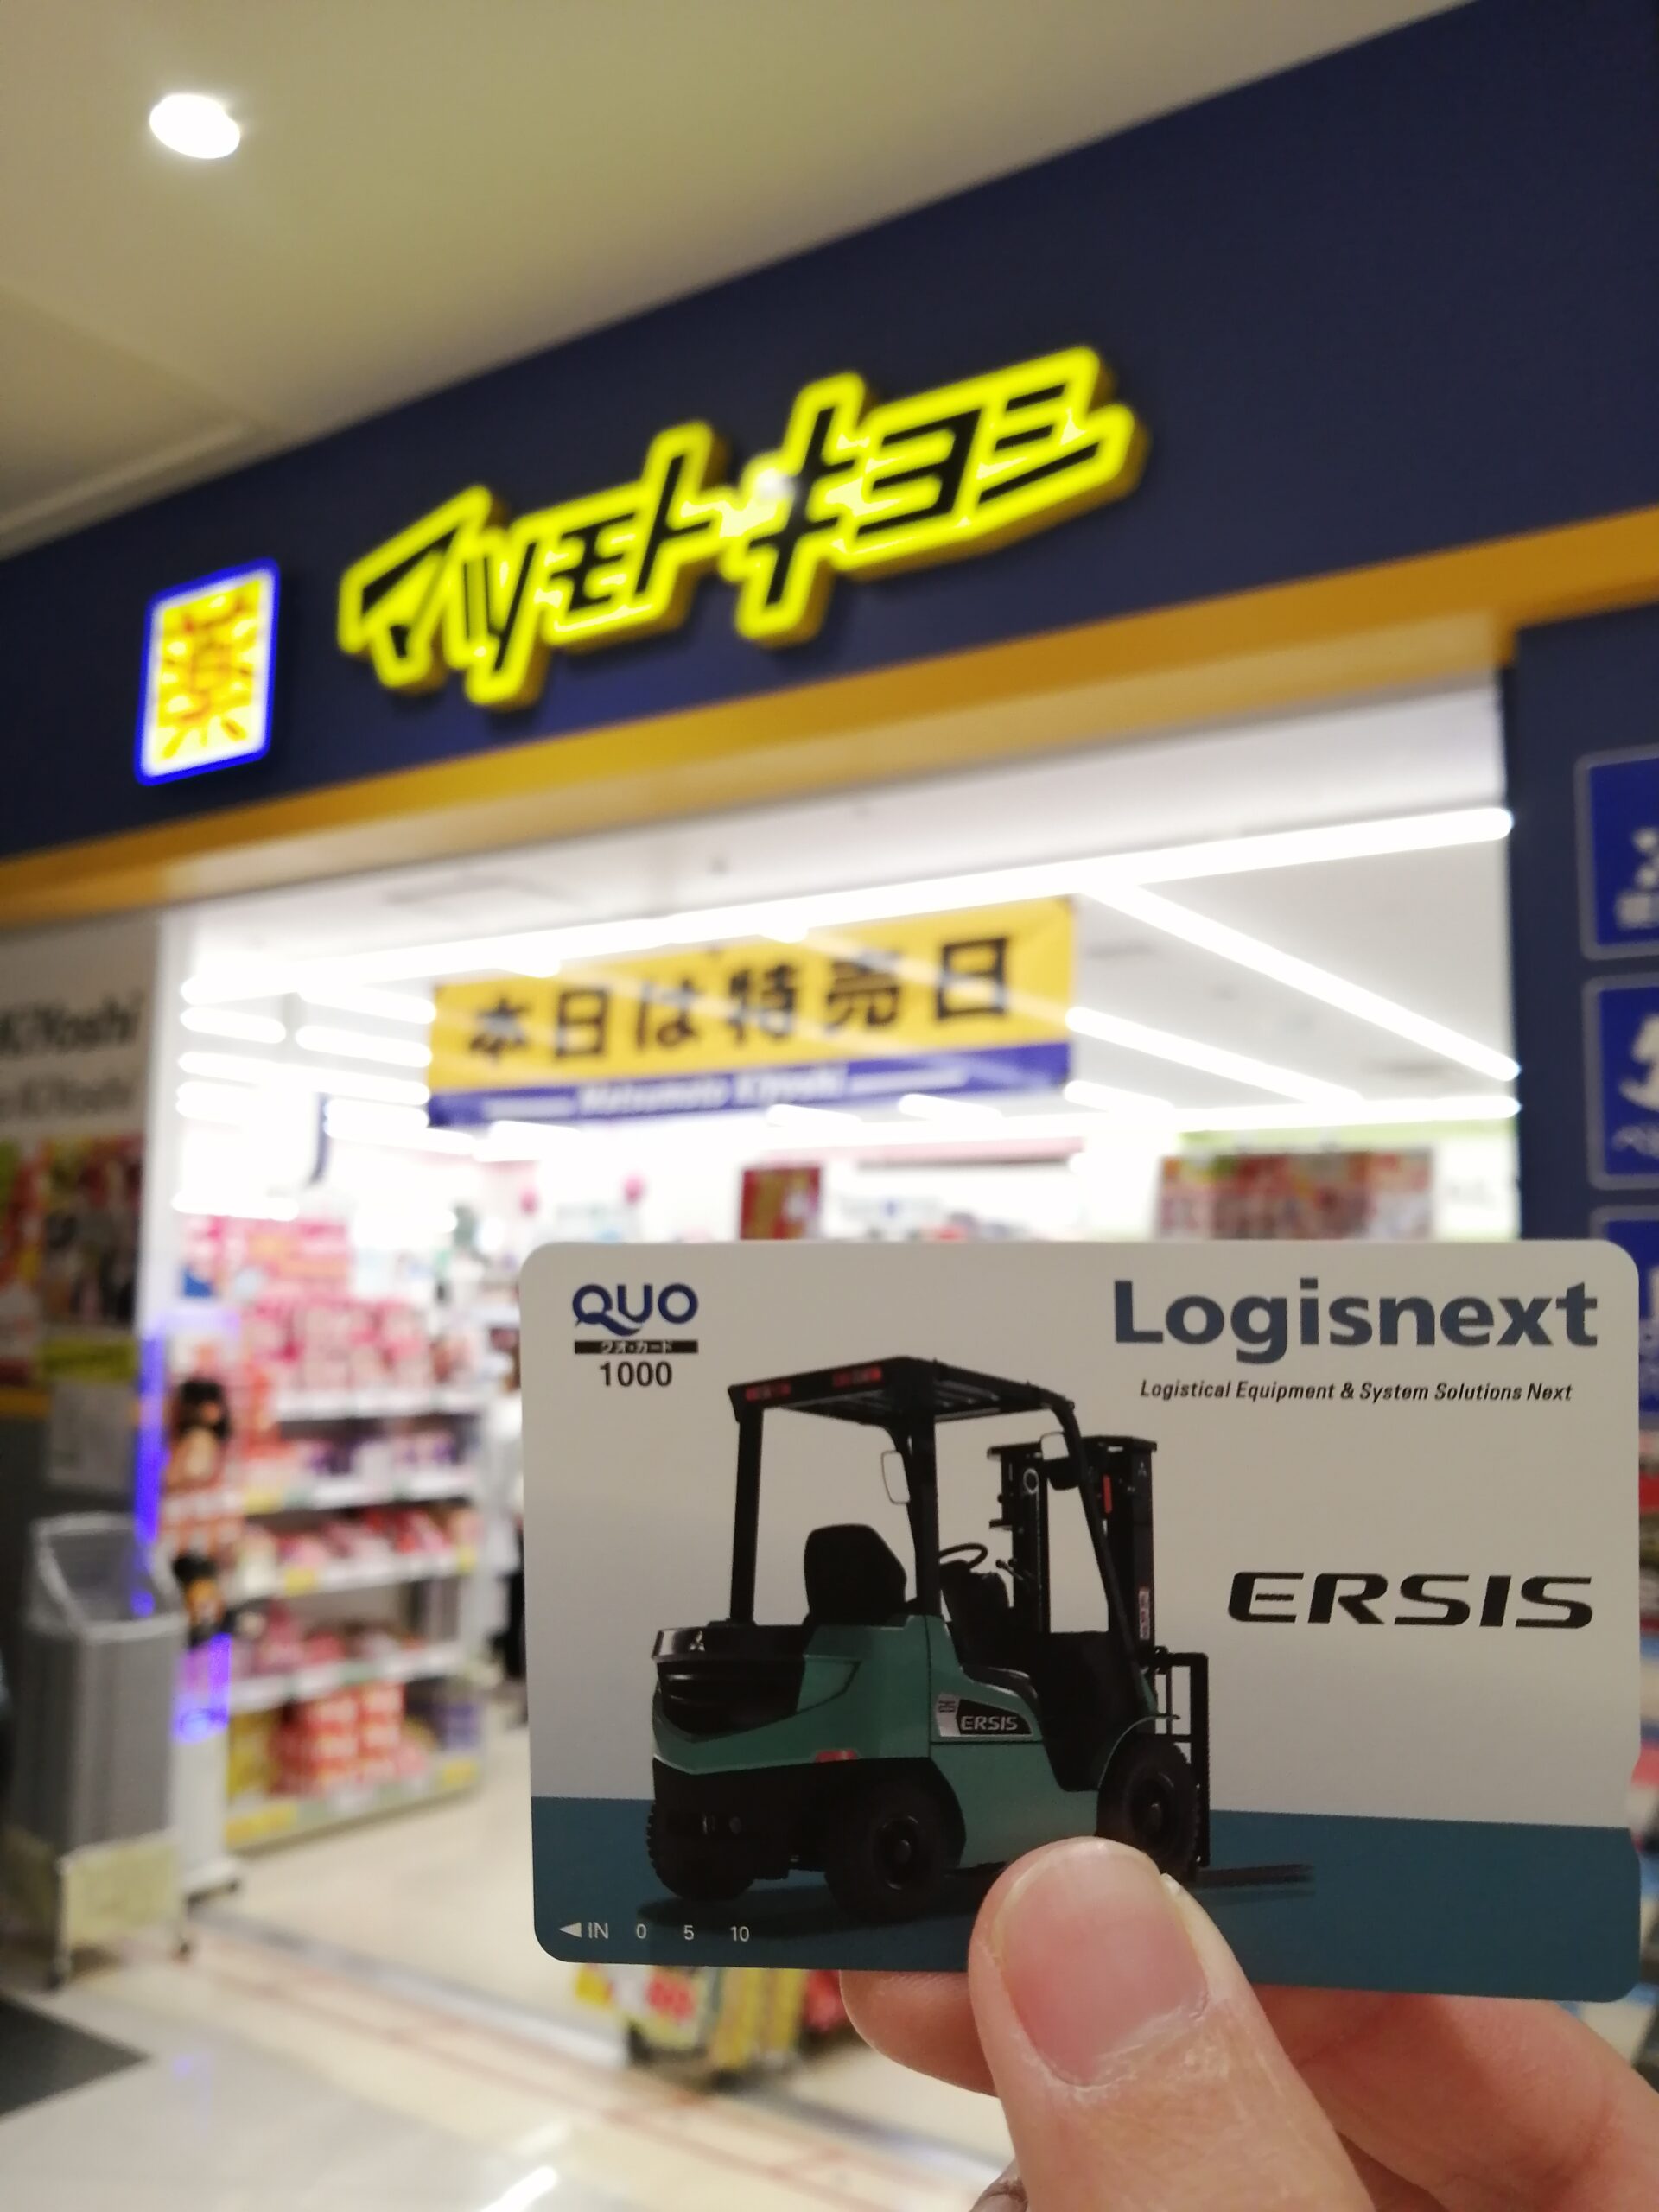 薬
マツモトキヨシ
本日は特売日
Matsumoto Kiyoshi
Kiyoshi
QUO
クオ・カード
1000
Logisnext
Logistical Equipment & System Solutions Next
ERSIS
ERSIS
◀IN 0 5 10